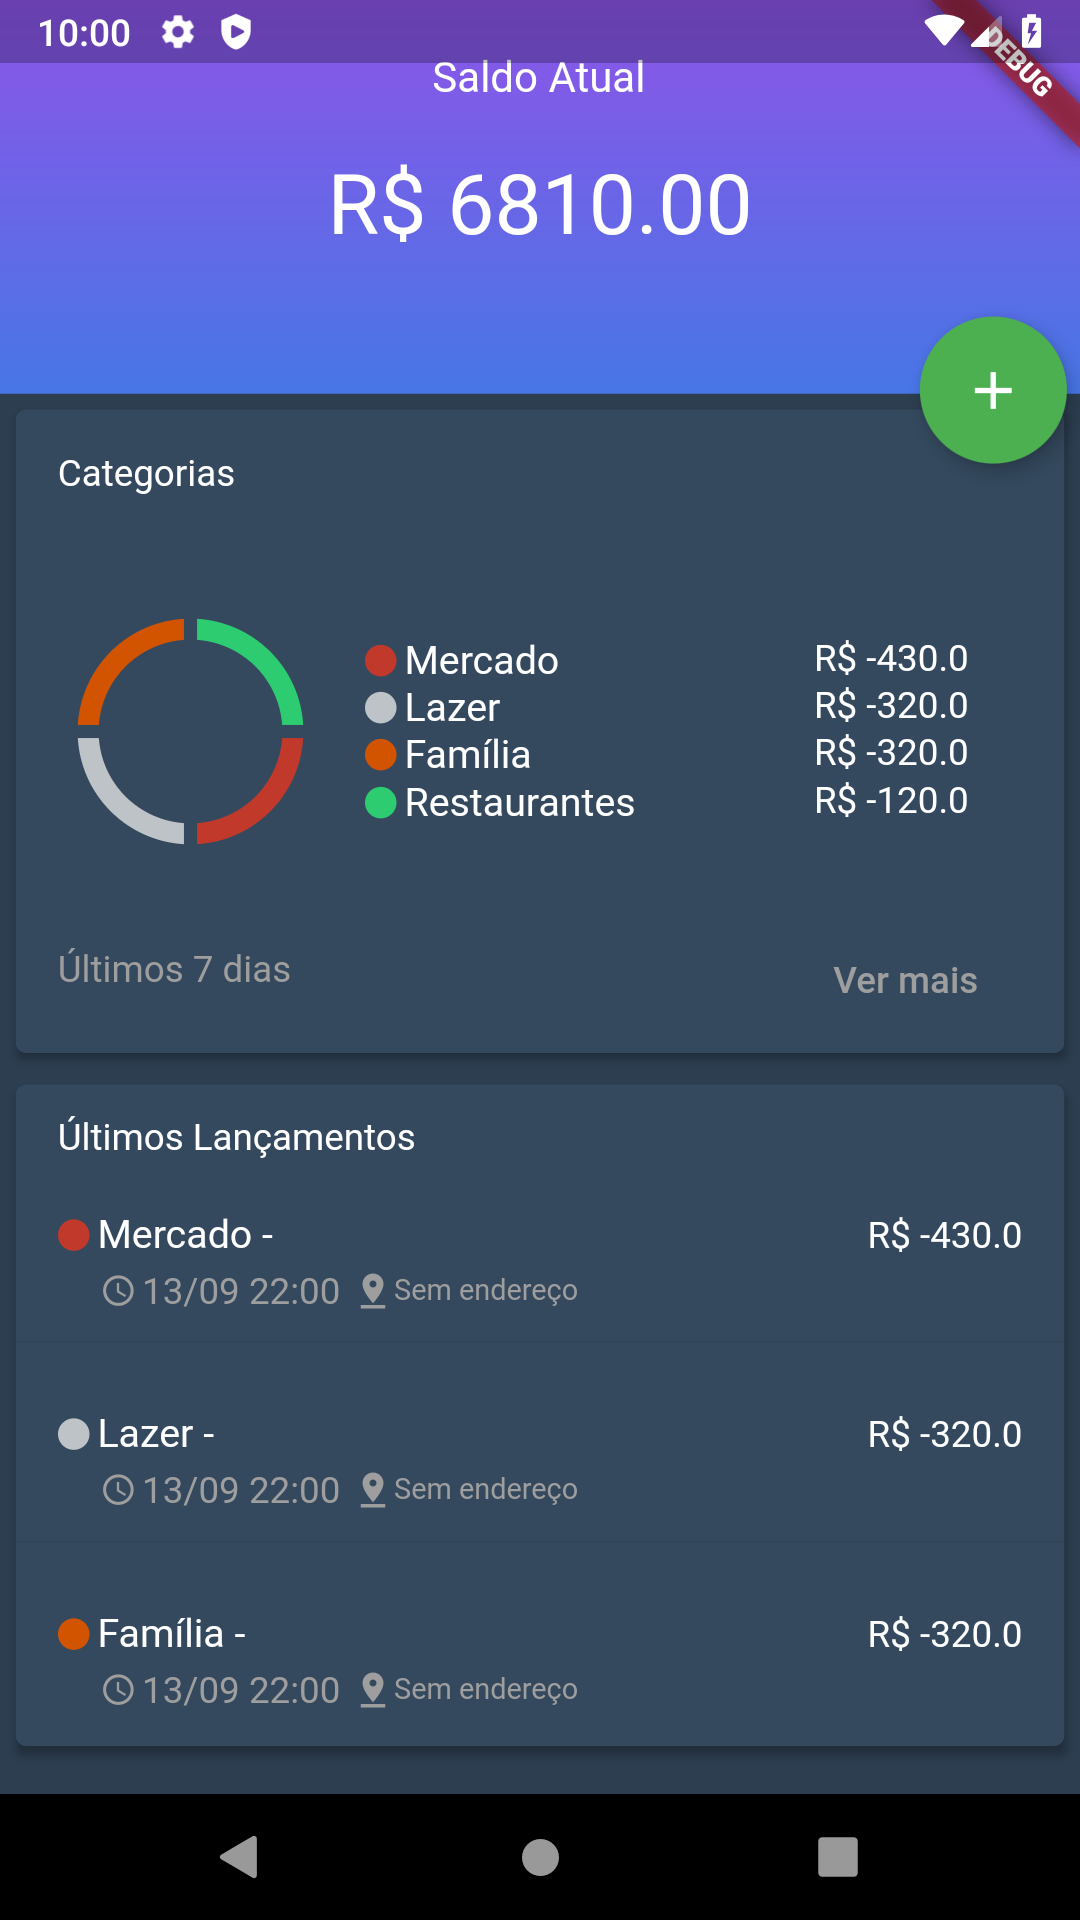 10:00
DEBUG
Saldo Atual
R$ 6810.00
Categorias
Mercado R$ -430.0
Lazer R$ -320.0
Família R$ -320.0
Restaurantes R$ -120.0
Últimos 7 dias
Ver mais
Últimos Lançamentos
Mercado - R$ -430.0
13/09 22:00 Sem endereço
Lazer - R$ -320.0
13/09 22:00 Sem endereço
Família - R$ -320.0
13/09 22:00 Sem endereço